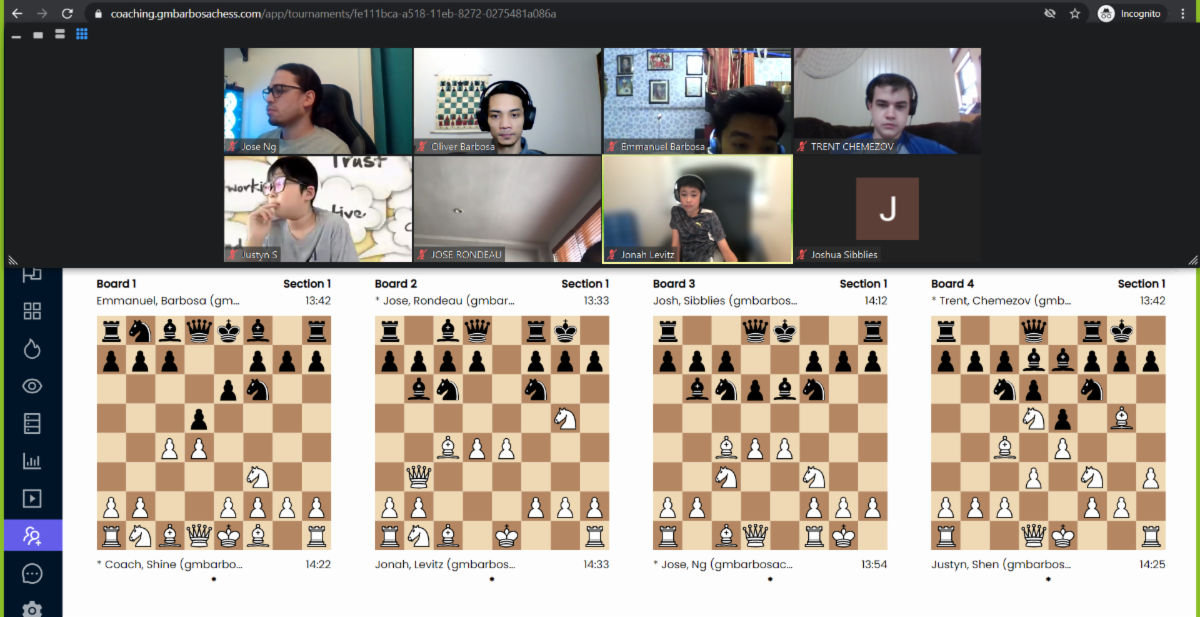 coaching.gmbarbosachess.com/app/tournaments/fe111bca-a518-11eb-8272-0275481a086a
Incognito
Jose Ng
Oliver Barbosa
Emmanuel Barbosa
TRENT CHEMEZOV
Trust
worki
Live
Justyn S
JOSE RONDEAU
Jonah Levitz
J
Joshua Sibblies
Board 1 Section 1
Emmanuel, Barbosa (gm... 13:42
* Coach, Shine (gmbarbo... 14:22
*
Board 2 Section 1
* Jose, Rondeau (gmbar... 13:33
Jonah, Levitz (gmbarbos... 14:33
*
Board 3 Section 1
Josh, Sibblies (gmbarbos... 14:12
* Jose, Ng (gmbarbosac... 13:54
*
Board 4 Section 1
* Trent, Chemezov (gmb... 13:42
Justyn, Shen (gmbarbos... 14:25
*